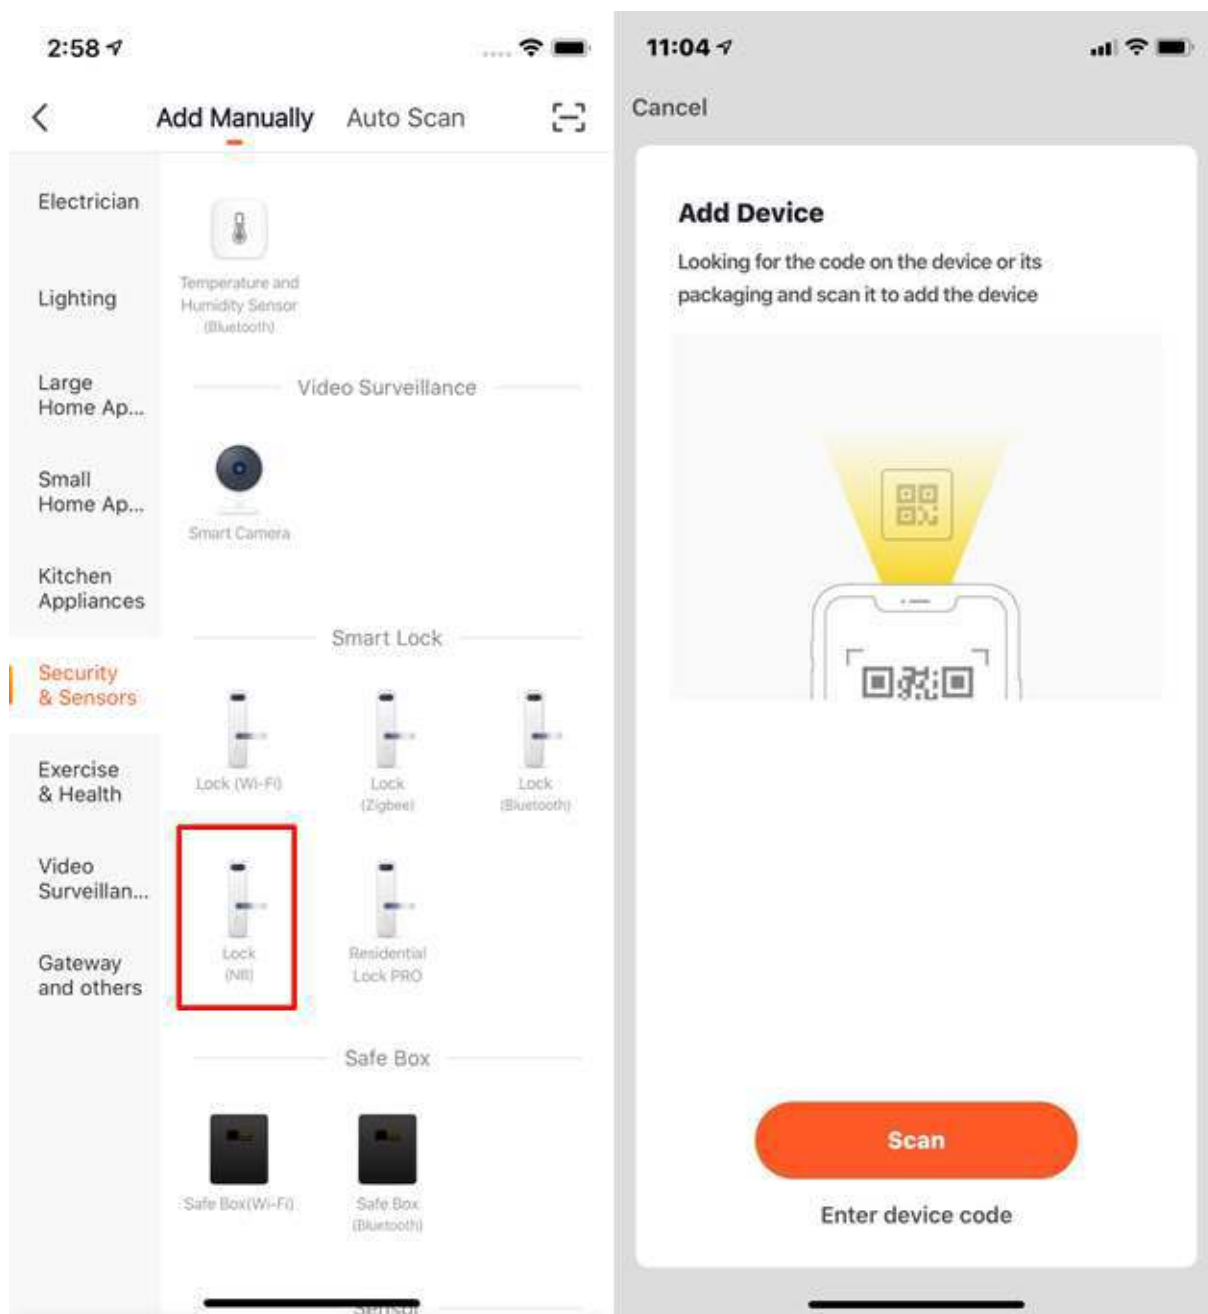 2:58
Add Manually Auto Scan
Electrician
Lighting
Large
Home Ap...
Small
Home Ap...
Kitchen
Appliances
Security
& Sensors
Exercise
& Health
Video
Surveillan...
Gateway
and others
Temperature and
Humidity Sensor
(Bluetooth)
Video Surveillance
Smart Camera
Smart Lock
Lock (Wi-Fi)
Lock
(Zigbee)
Lock
(Bluetooth)
Lock
(NB)
Residential
Lock PRO
Safe Box
Safe Box(Wi-Fi)
Safe Box
(Bluetooth)
Sensor
11:04
Cancel
Add Device
Looking for the code on the device or its
packaging and scan it to add the device
Scan
Enter device code